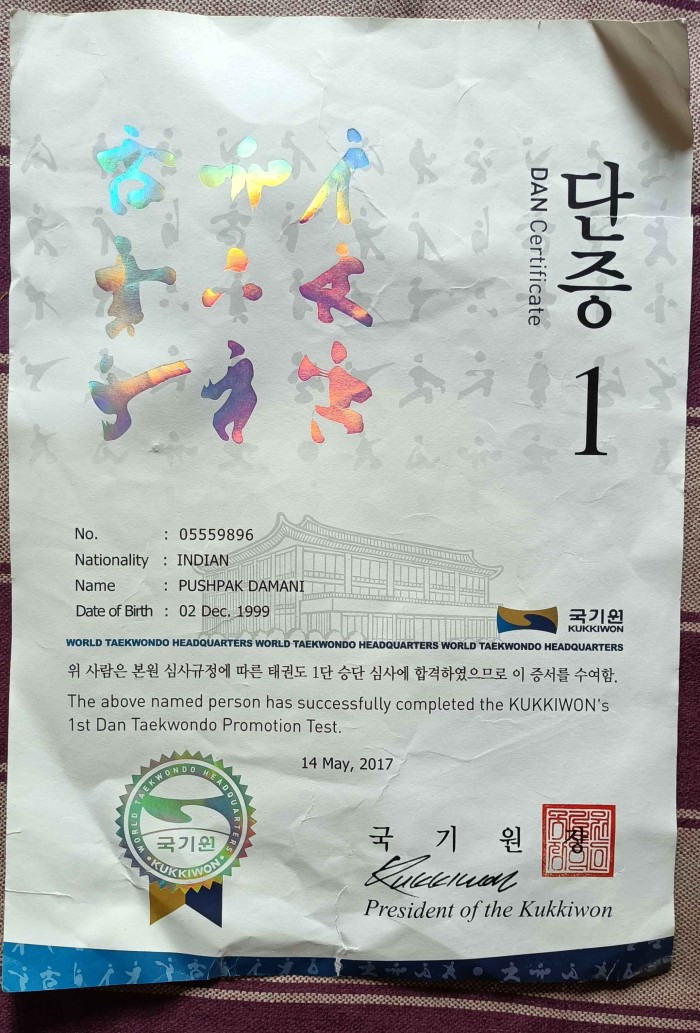 단증
DAN Certificate
1
No. : 05559896
Nationality : INDIAN
Name : PUSHPAK DAMANI
Date of Birth : 02 Dec. 1999
국기원
KUKKIWON
WORLD TAEKWONDO HEADQUARTERS WORLD TAEKWONDO HEADQUARTERS WORLD TAEKWONDO HEADQUARTERS
위 사람은 본원 심사규정에 따른 태권도 1단 승단 심사에 합격하였으므로 이 증서를 수여함.
The above named person has successfully completed the KUKKIWON's
1st Dan Taekwondo Promotion Test.
14 May, 2017
WORLD TAEKWONDO HEADQUARTERS
국기원
KUKKIWON
국 기 원 장
Kukkiwon
President of the Kukkiwon